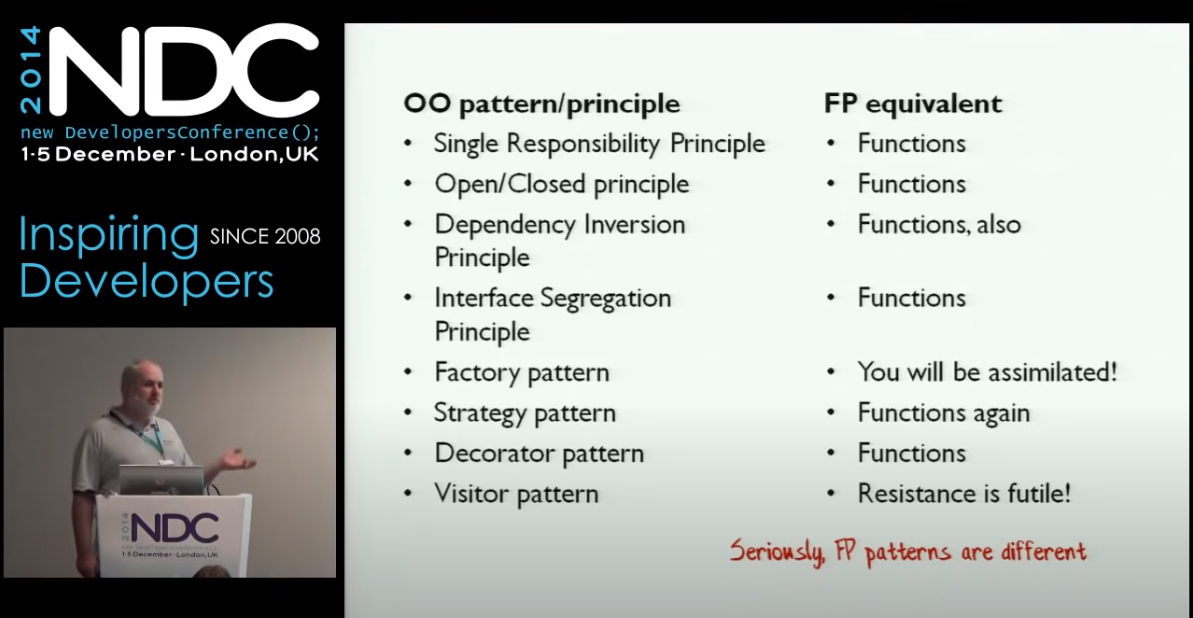 2014
NDC
new DevelopersConference();
1-5 December · London,UK
Inspiring SINCE 2008
Developers
2014
NDC
1-5 December · London,UK
OO pattern/principle
• Single Responsibility Principle
• Open/Closed principle
• Dependency Inversion
Principle
• Interface Segregation
Principle
• Factory pattern
• Strategy pattern
• Decorator pattern
• Visitor pattern
FP equivalent
• Functions
• Functions
• Functions, also
• Functions
• You will be assimilated!
• Functions again
• Functions
• Resistance is futile!
Seriously, FP patterns are different